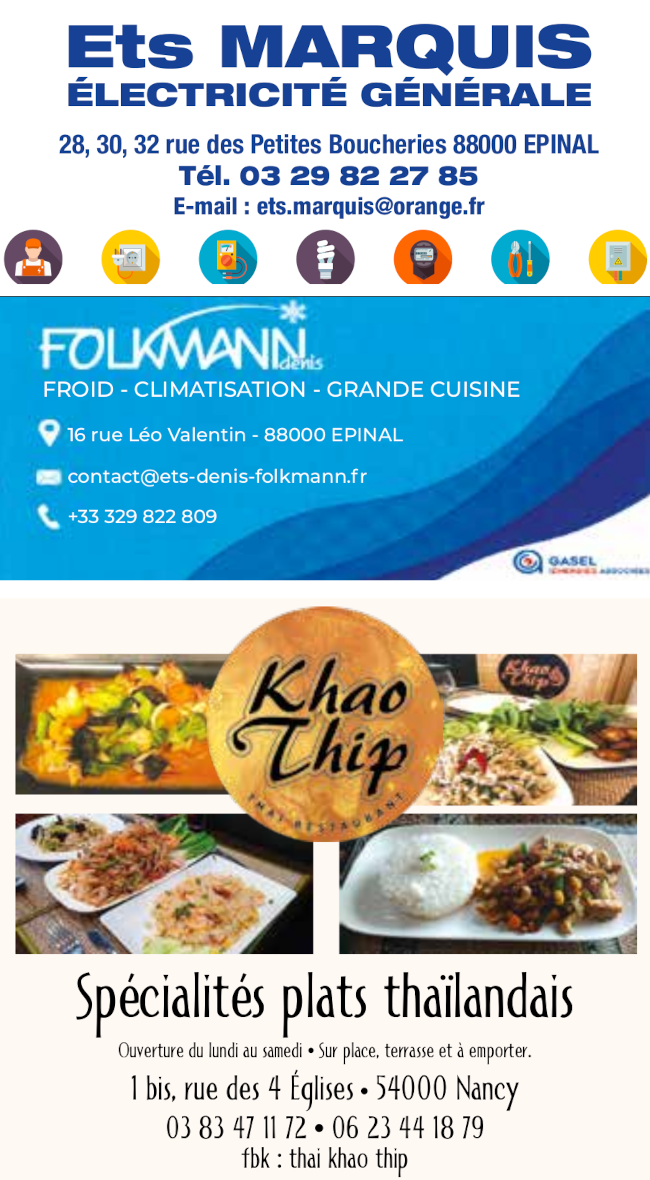 Ets MARQUIS
ÉLECTRICITÉ GÉNÉRALE
28, 30, 32 rue des Petites Boucheries 88000 EPINAL
Tél. 03 29 82 27 85
E-mail : ets.marquis@orange.fr
FOLKMANN
denis
FROID - CLIMATISATION - GRANDE CUISINE
16 rue Léo Valentin - 88000 EPINAL
contact@ets-denis-folkmann.fr
+33 329 822 809
GASEL
ENERGIES ASSOCIEES
Khao
Thip
THAI RESTAURANT
Khao
Thip
Spécialités plats thaïlandais
Ouverture du lundi au samedi • Sur place, terrasse et à emporter.
1 bis, rue des 4 Églises • 54000 Nancy
03 83 47 11 72 • 06 23 44 18 79
fbk : thai khao thip